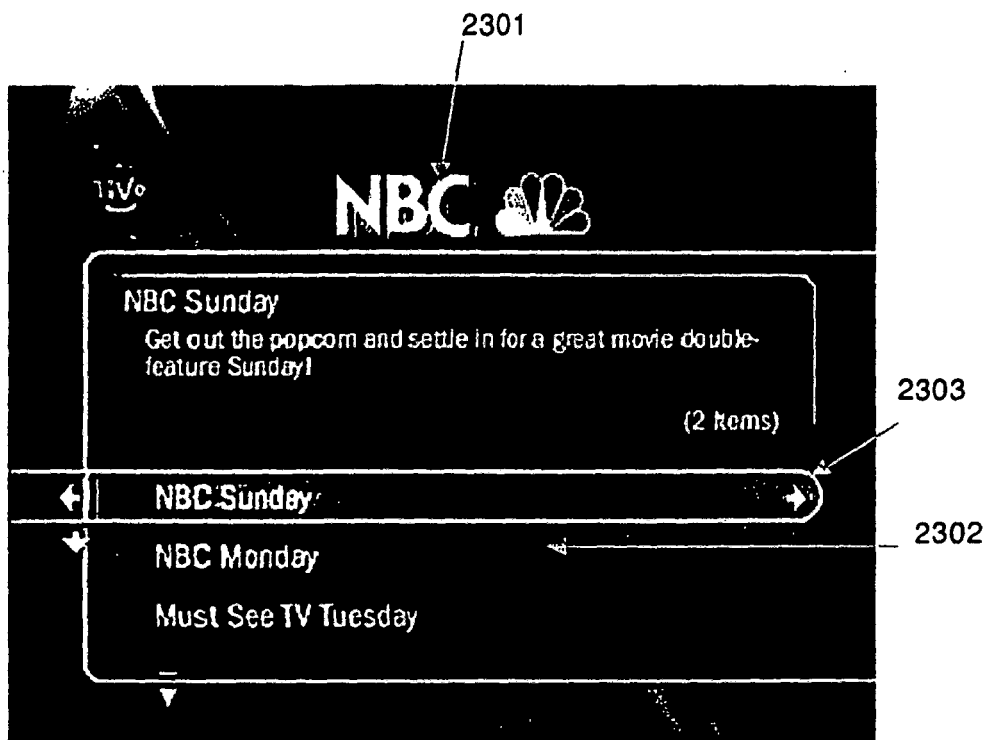 2301
TiVo
NBC
NBC Sunday
Get out the popcorn and settle in for a great movie double-
feature Sunday!
(2 Items)
2303
NBC Sunday
2302
NBC Monday
Must See TV Tuesday